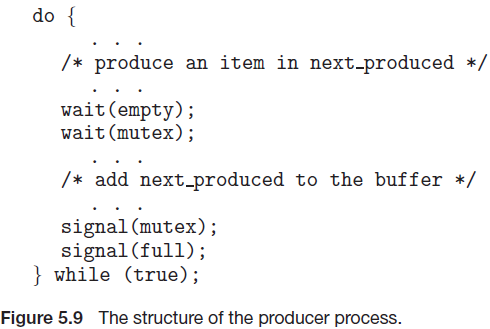 do {
. . .
/* produce an item in next_produced */
. . .
wait(empty);
wait(mutex);
. . .
/* add next_produced to the buffer */
. . .
signal(mutex);
signal(full);
} while (true);
Figure 5.9 The structure of the producer process.